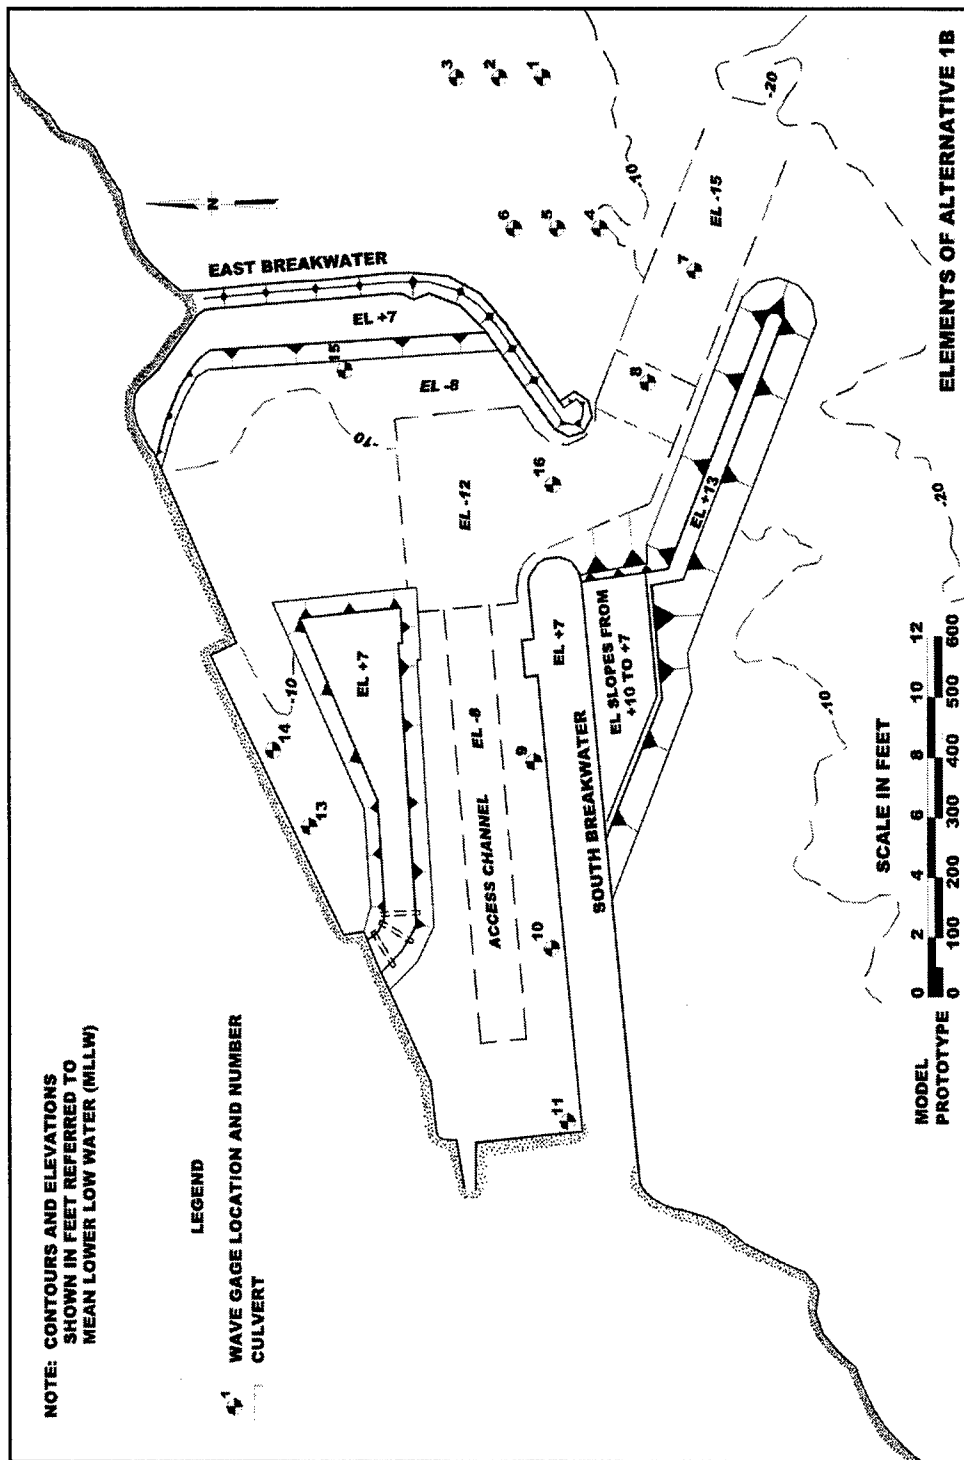 NOTE: CONTOURS AND ELEVATIONS
SHOWN IN FEET REFERRED TO
MEAN LOWER LOW WATER (MLLW)
LEGEND
1
WAVE GAGE LOCATION AND NUMBER
CULVERT
N
EAST BREAKWATER
EL +7
15
EL -8
-10
3
2
1
6
5
4
-10
7
EL -15
-20
8
16
EL -12
14
-10
13
EL +7
EL -8
ACCESS CHANNEL
9
10
11
EL +7
SOUTH BREAKWATER
EL SLOPES FROM
+10 TO +7
EL +13
-20
-10
SCALE IN FEET
MODEL 0 2 4 6 8 10 12
PROTOTYPE 0 100 200 300 400 500 600
ELEMENTS OF ALTERNATIVE 1B